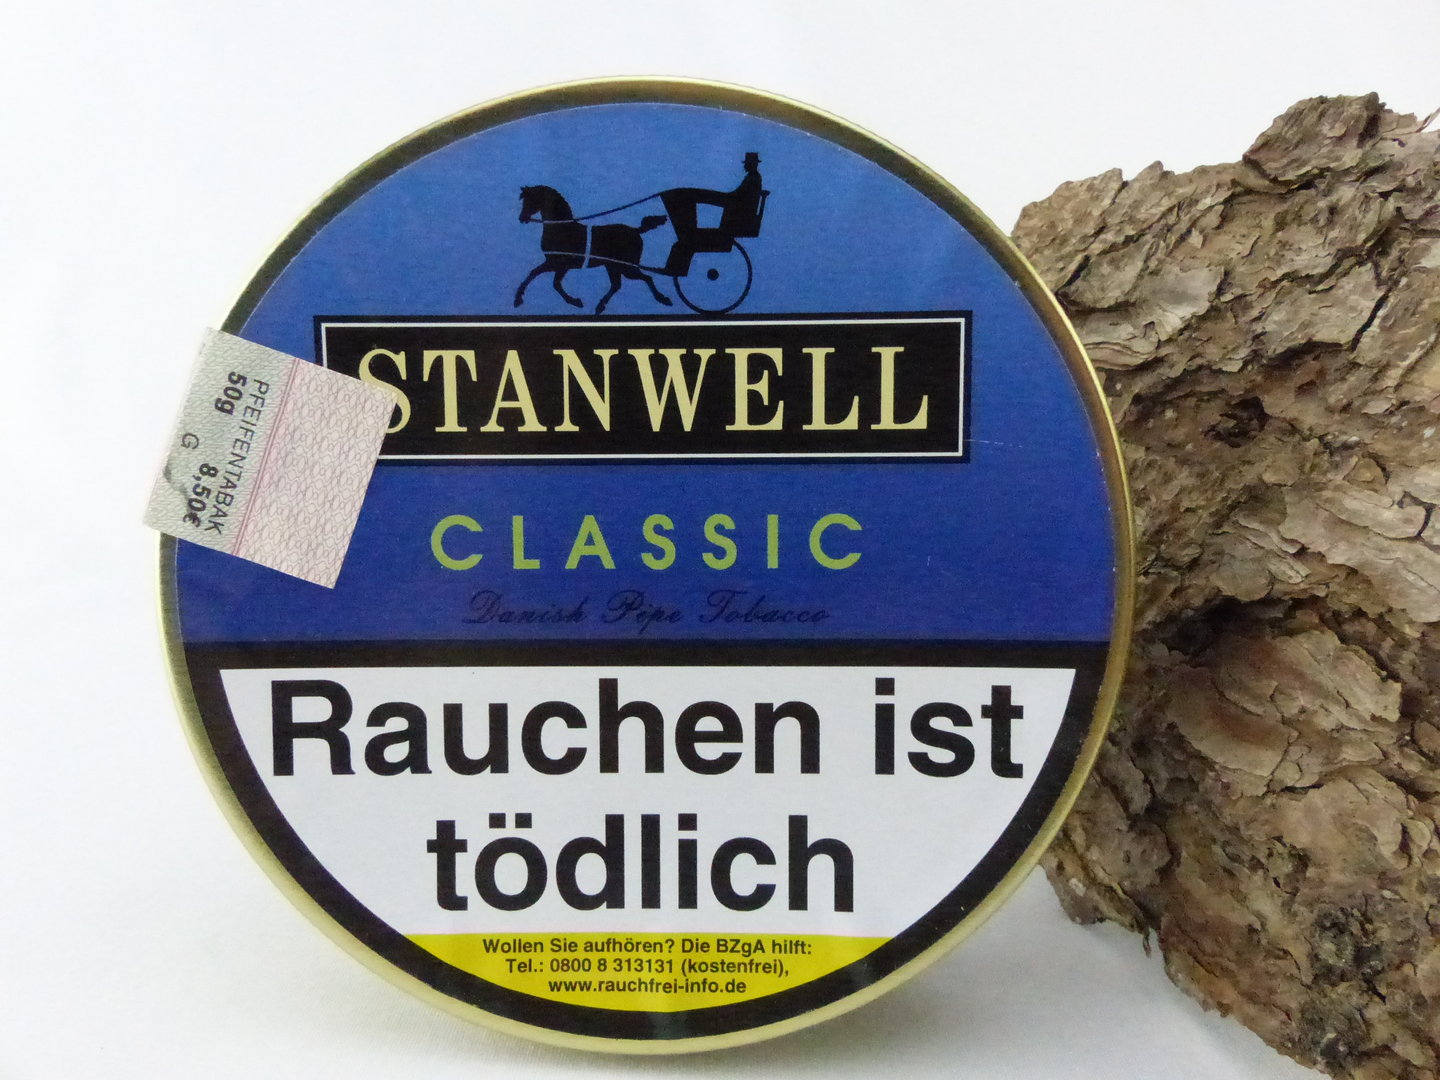 STANWELL
PFEIFENTABAK
50g 8,50€
G
CLASSIC
Danish Pipe Tobacco
Rauchen ist
tödlich
Wollen Sie aufhören? Die BZgA hilft:
Tel.: 0800 8 313131 (kostenfrei),
www.rauchfrei-info.de